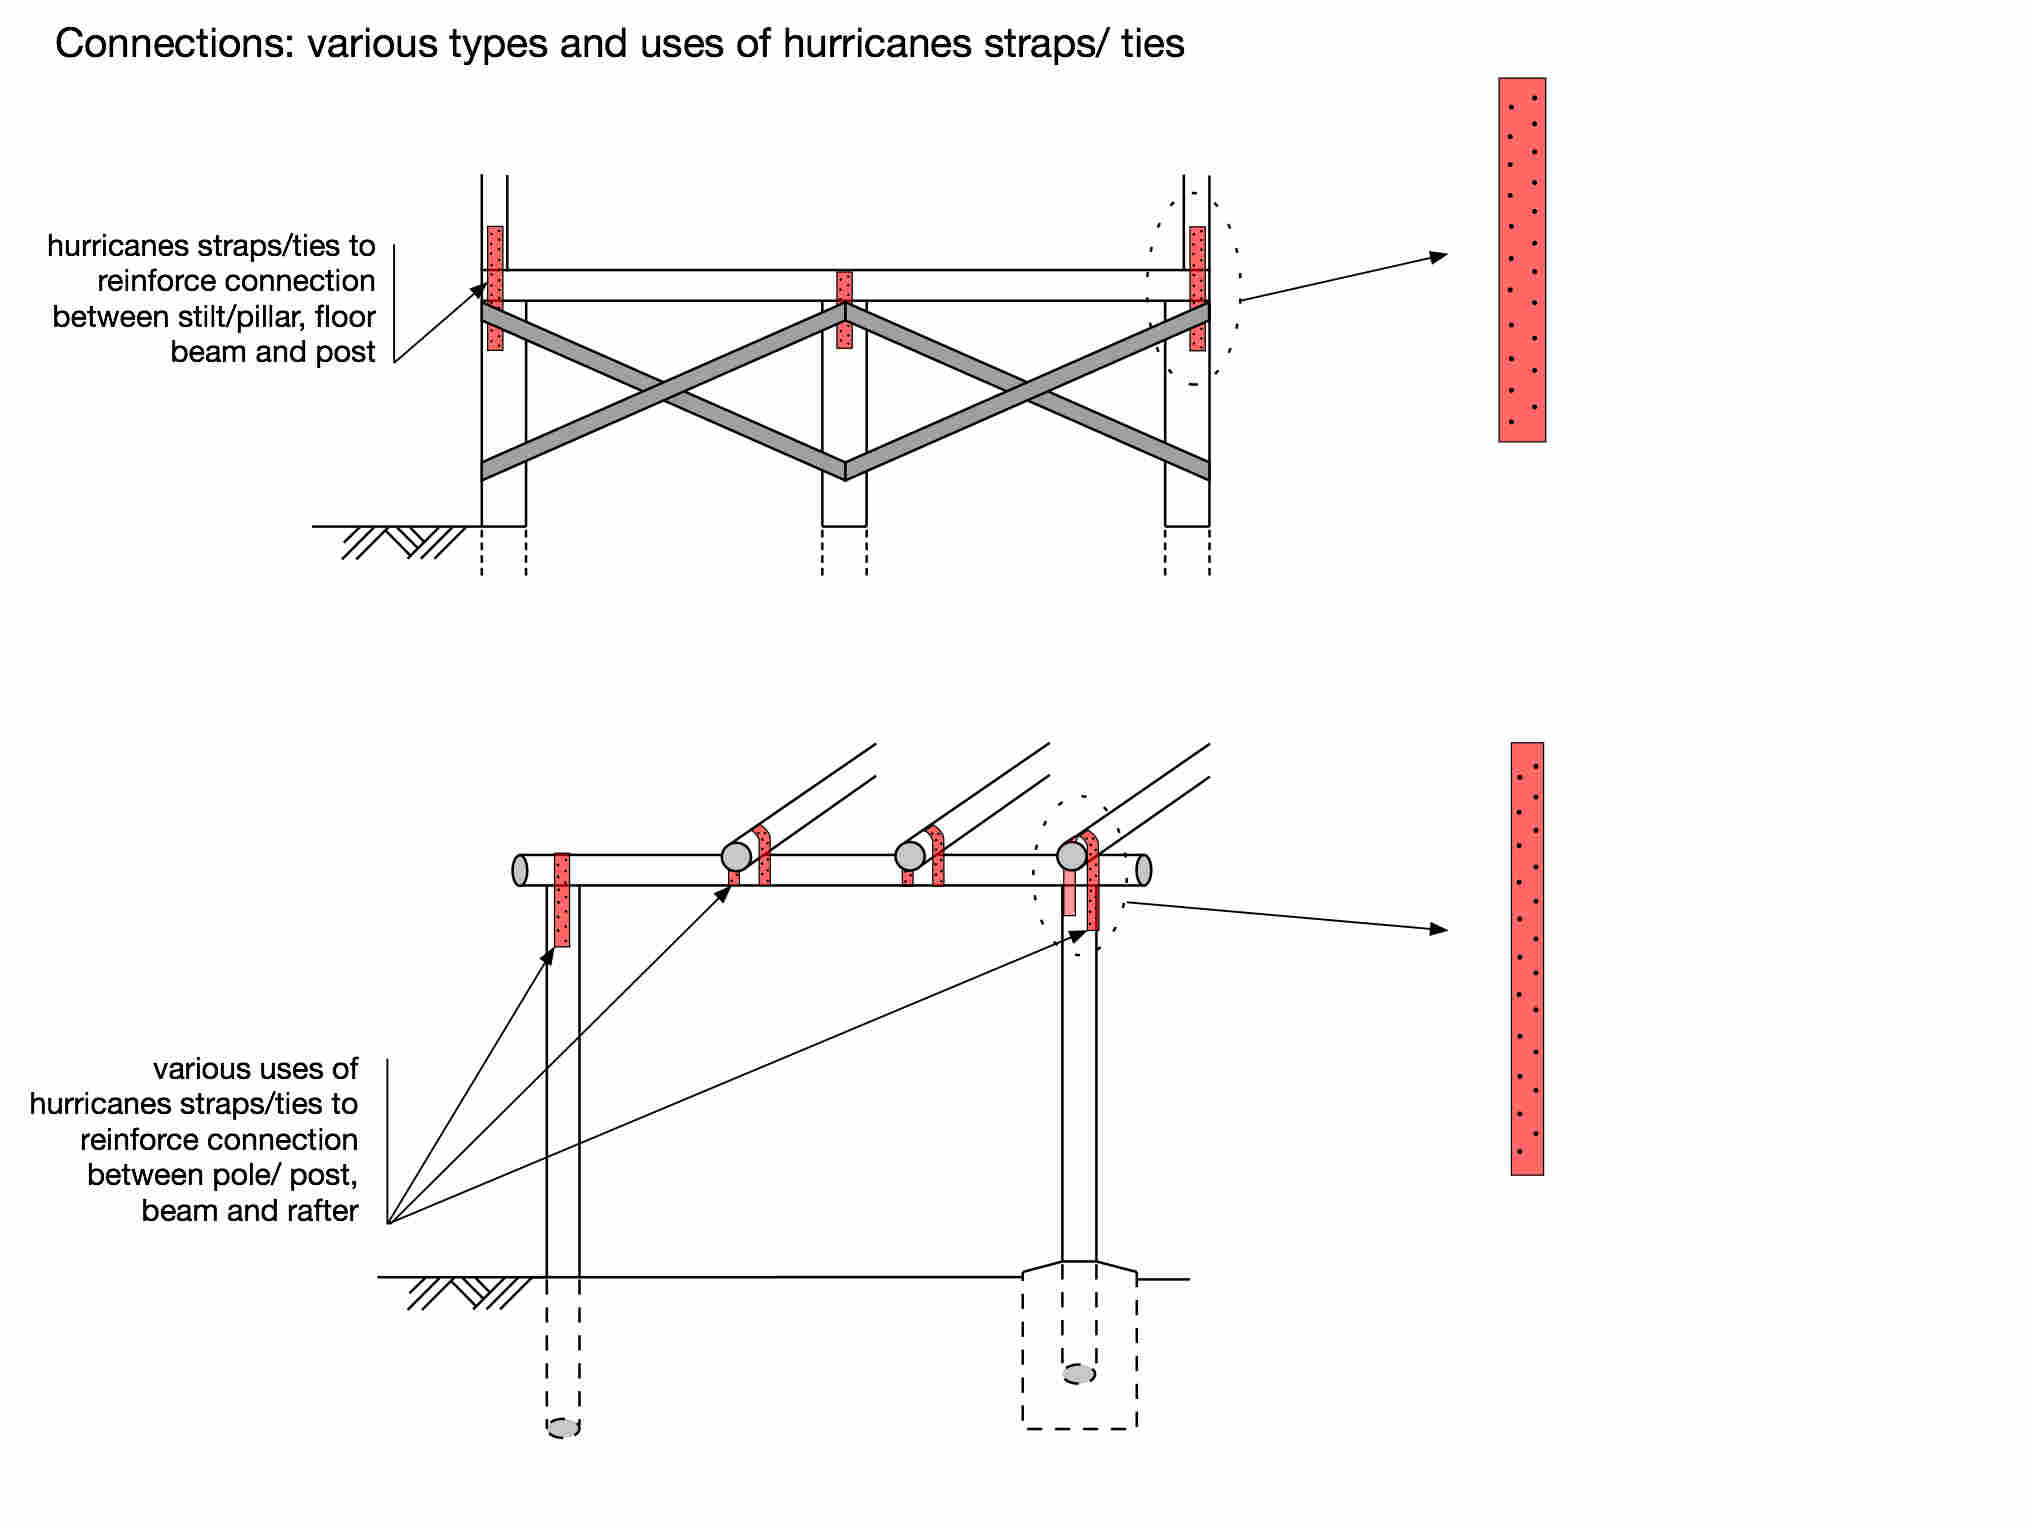 Connections: various types and uses of hurricanes straps/ ties
hurricanes straps/ties to
reinforce connection
between stilt/pillar, floor
beam and post
various uses of
hurricanes straps/ties to
reinforce connection
between pole/ post,
beam and rafter